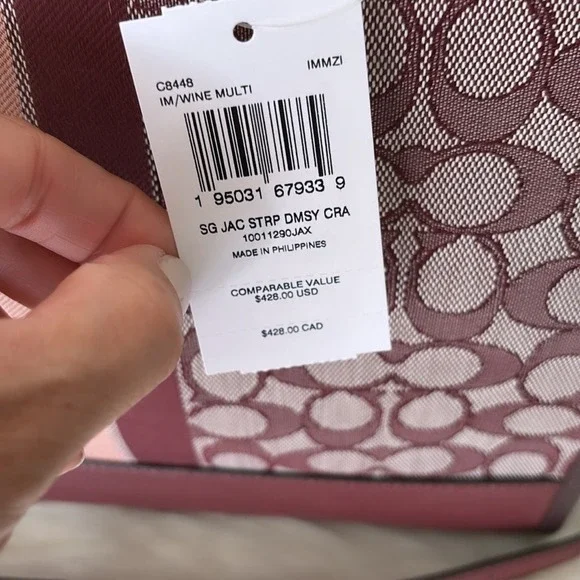 C8448
IMMZI
IM/WINE MULTI
1 95031 67933 9
SG JAC STRP DMSY CRA
10011290JAX
MADE IN PHILIPPINES
COMPARABLE VALUE
$428.00 USD
$428.00 CAD